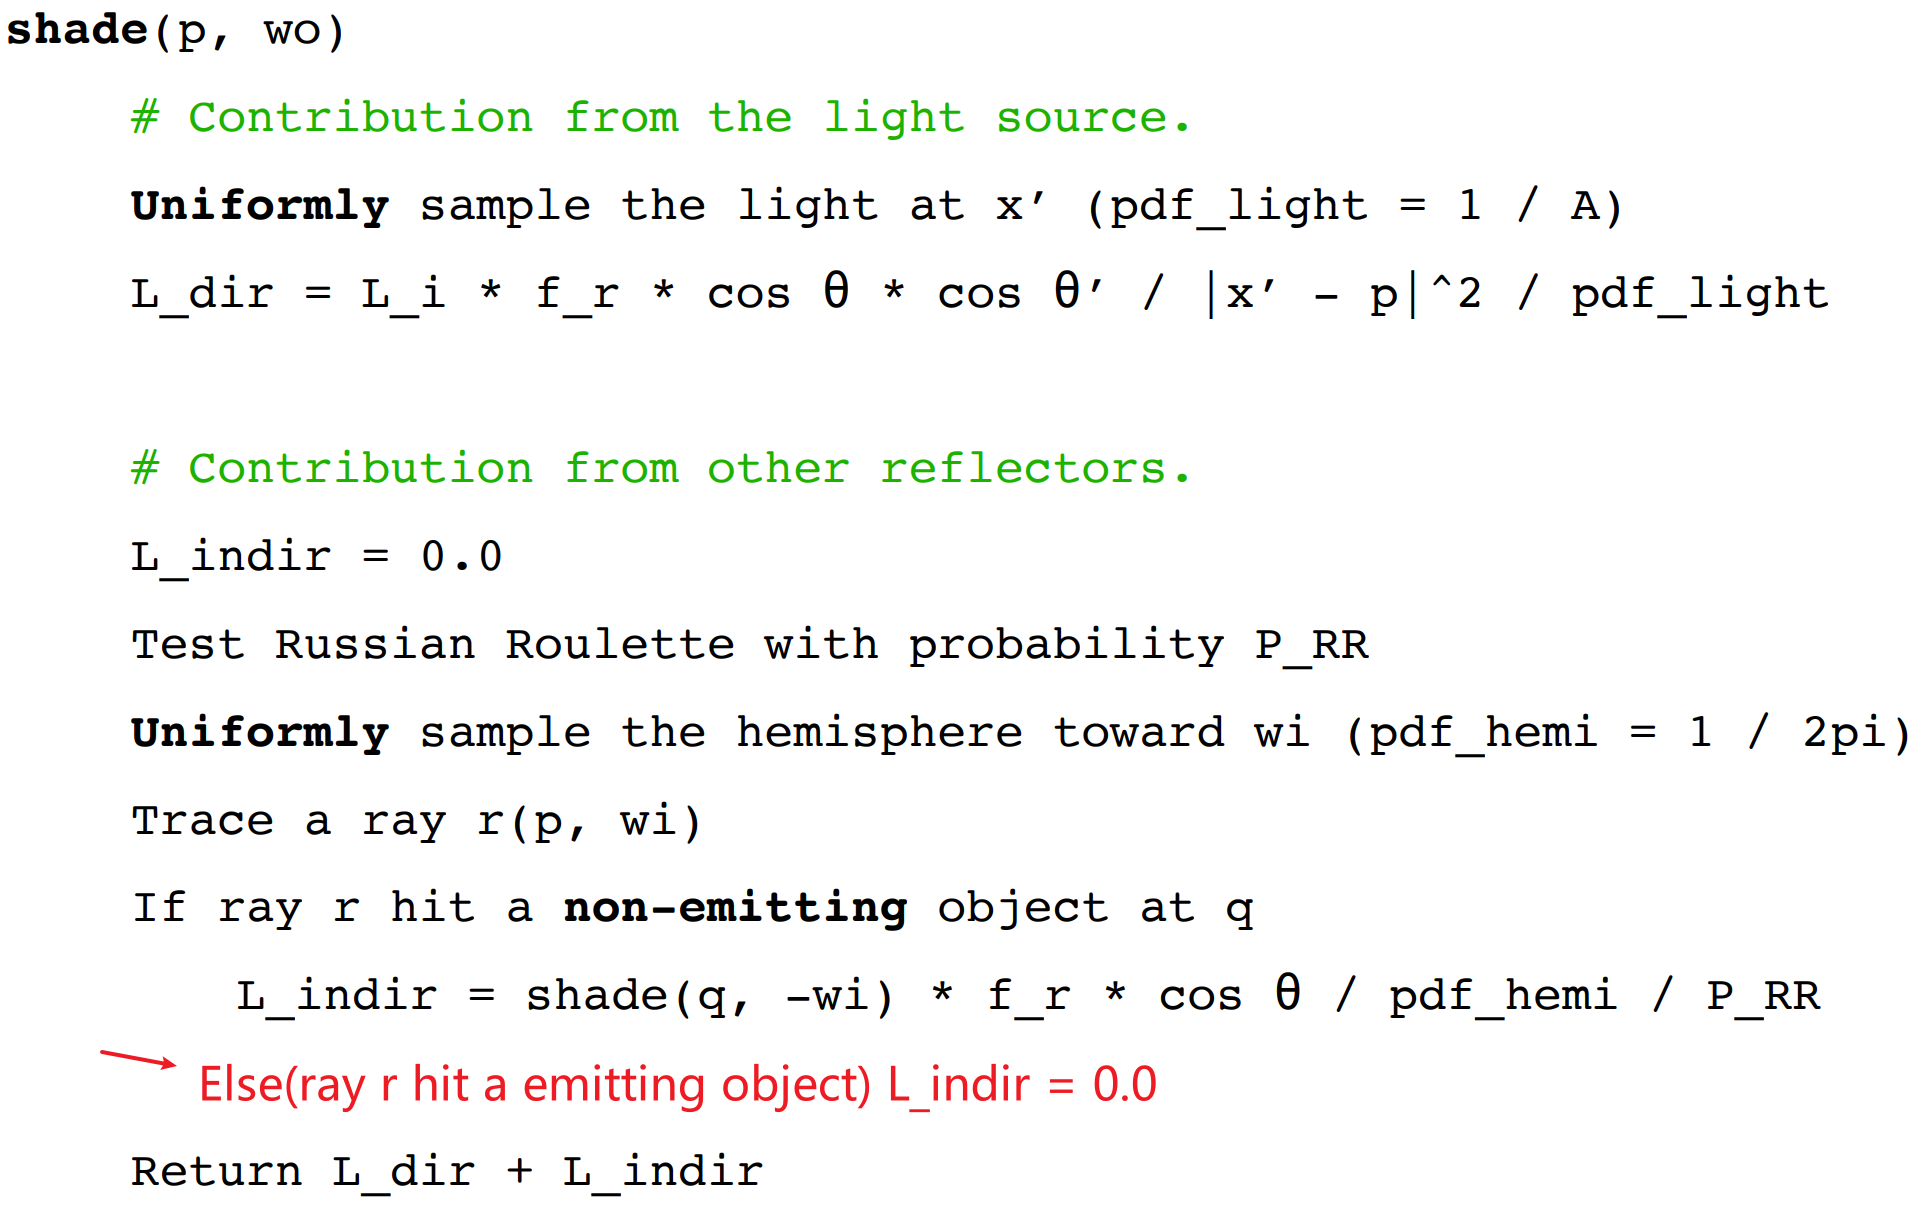 shade(p, wo)
# Contribution from the light source.
Uniformly sample the light at x’ (pdf_light = 1 / A)
L_dir = L_i * f_r * cos θ * cos θ’ / |x’ - p|^2 / pdf_light
# Contribution from other reflectors.
L_indir = 0.0
Test Russian Roulette with probability P_RR
Uniformly sample the hemisphere toward wi (pdf_hemi = 1 / 2pi)
Trace a ray r(p, wi)
If ray r hit a non-emitting object at q
L_indir = shade(q, -wi) * f_r * cos θ / pdf_hemi / P_RR
Else(ray r hit a emitting object) L_indir = 0.0
Return L_dir + L_indir